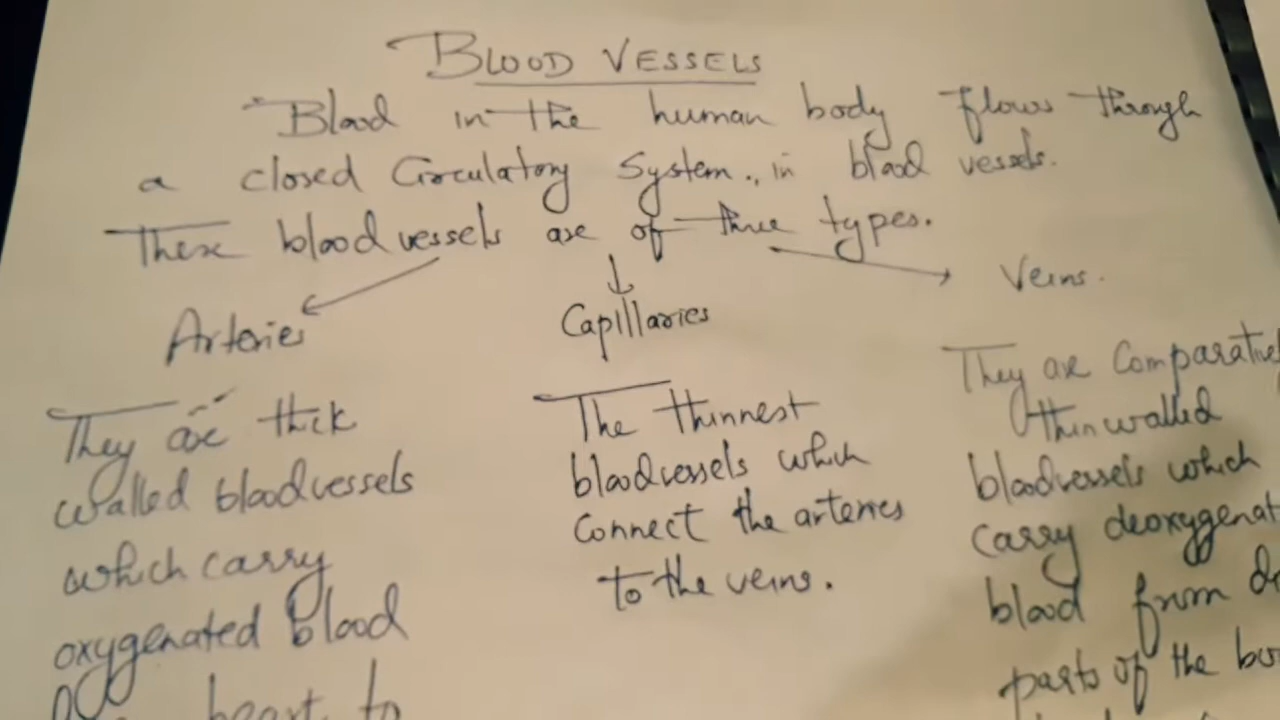 BLOOD VESSELS
Blood in the human body flows through
a closed Circulatory System., in blood vessels.
These blood vessels are of three types.
Arteries
Capillaries
Veins.
They are thick
walled bloodvessels
which carry
oxygenated blood
heart to
The thinnest
bloodvessels which
connect the arteries
to the veins.
They are Comparative
thin walled
bloodvessels which
carry deoxygenat
blood from
parts of the